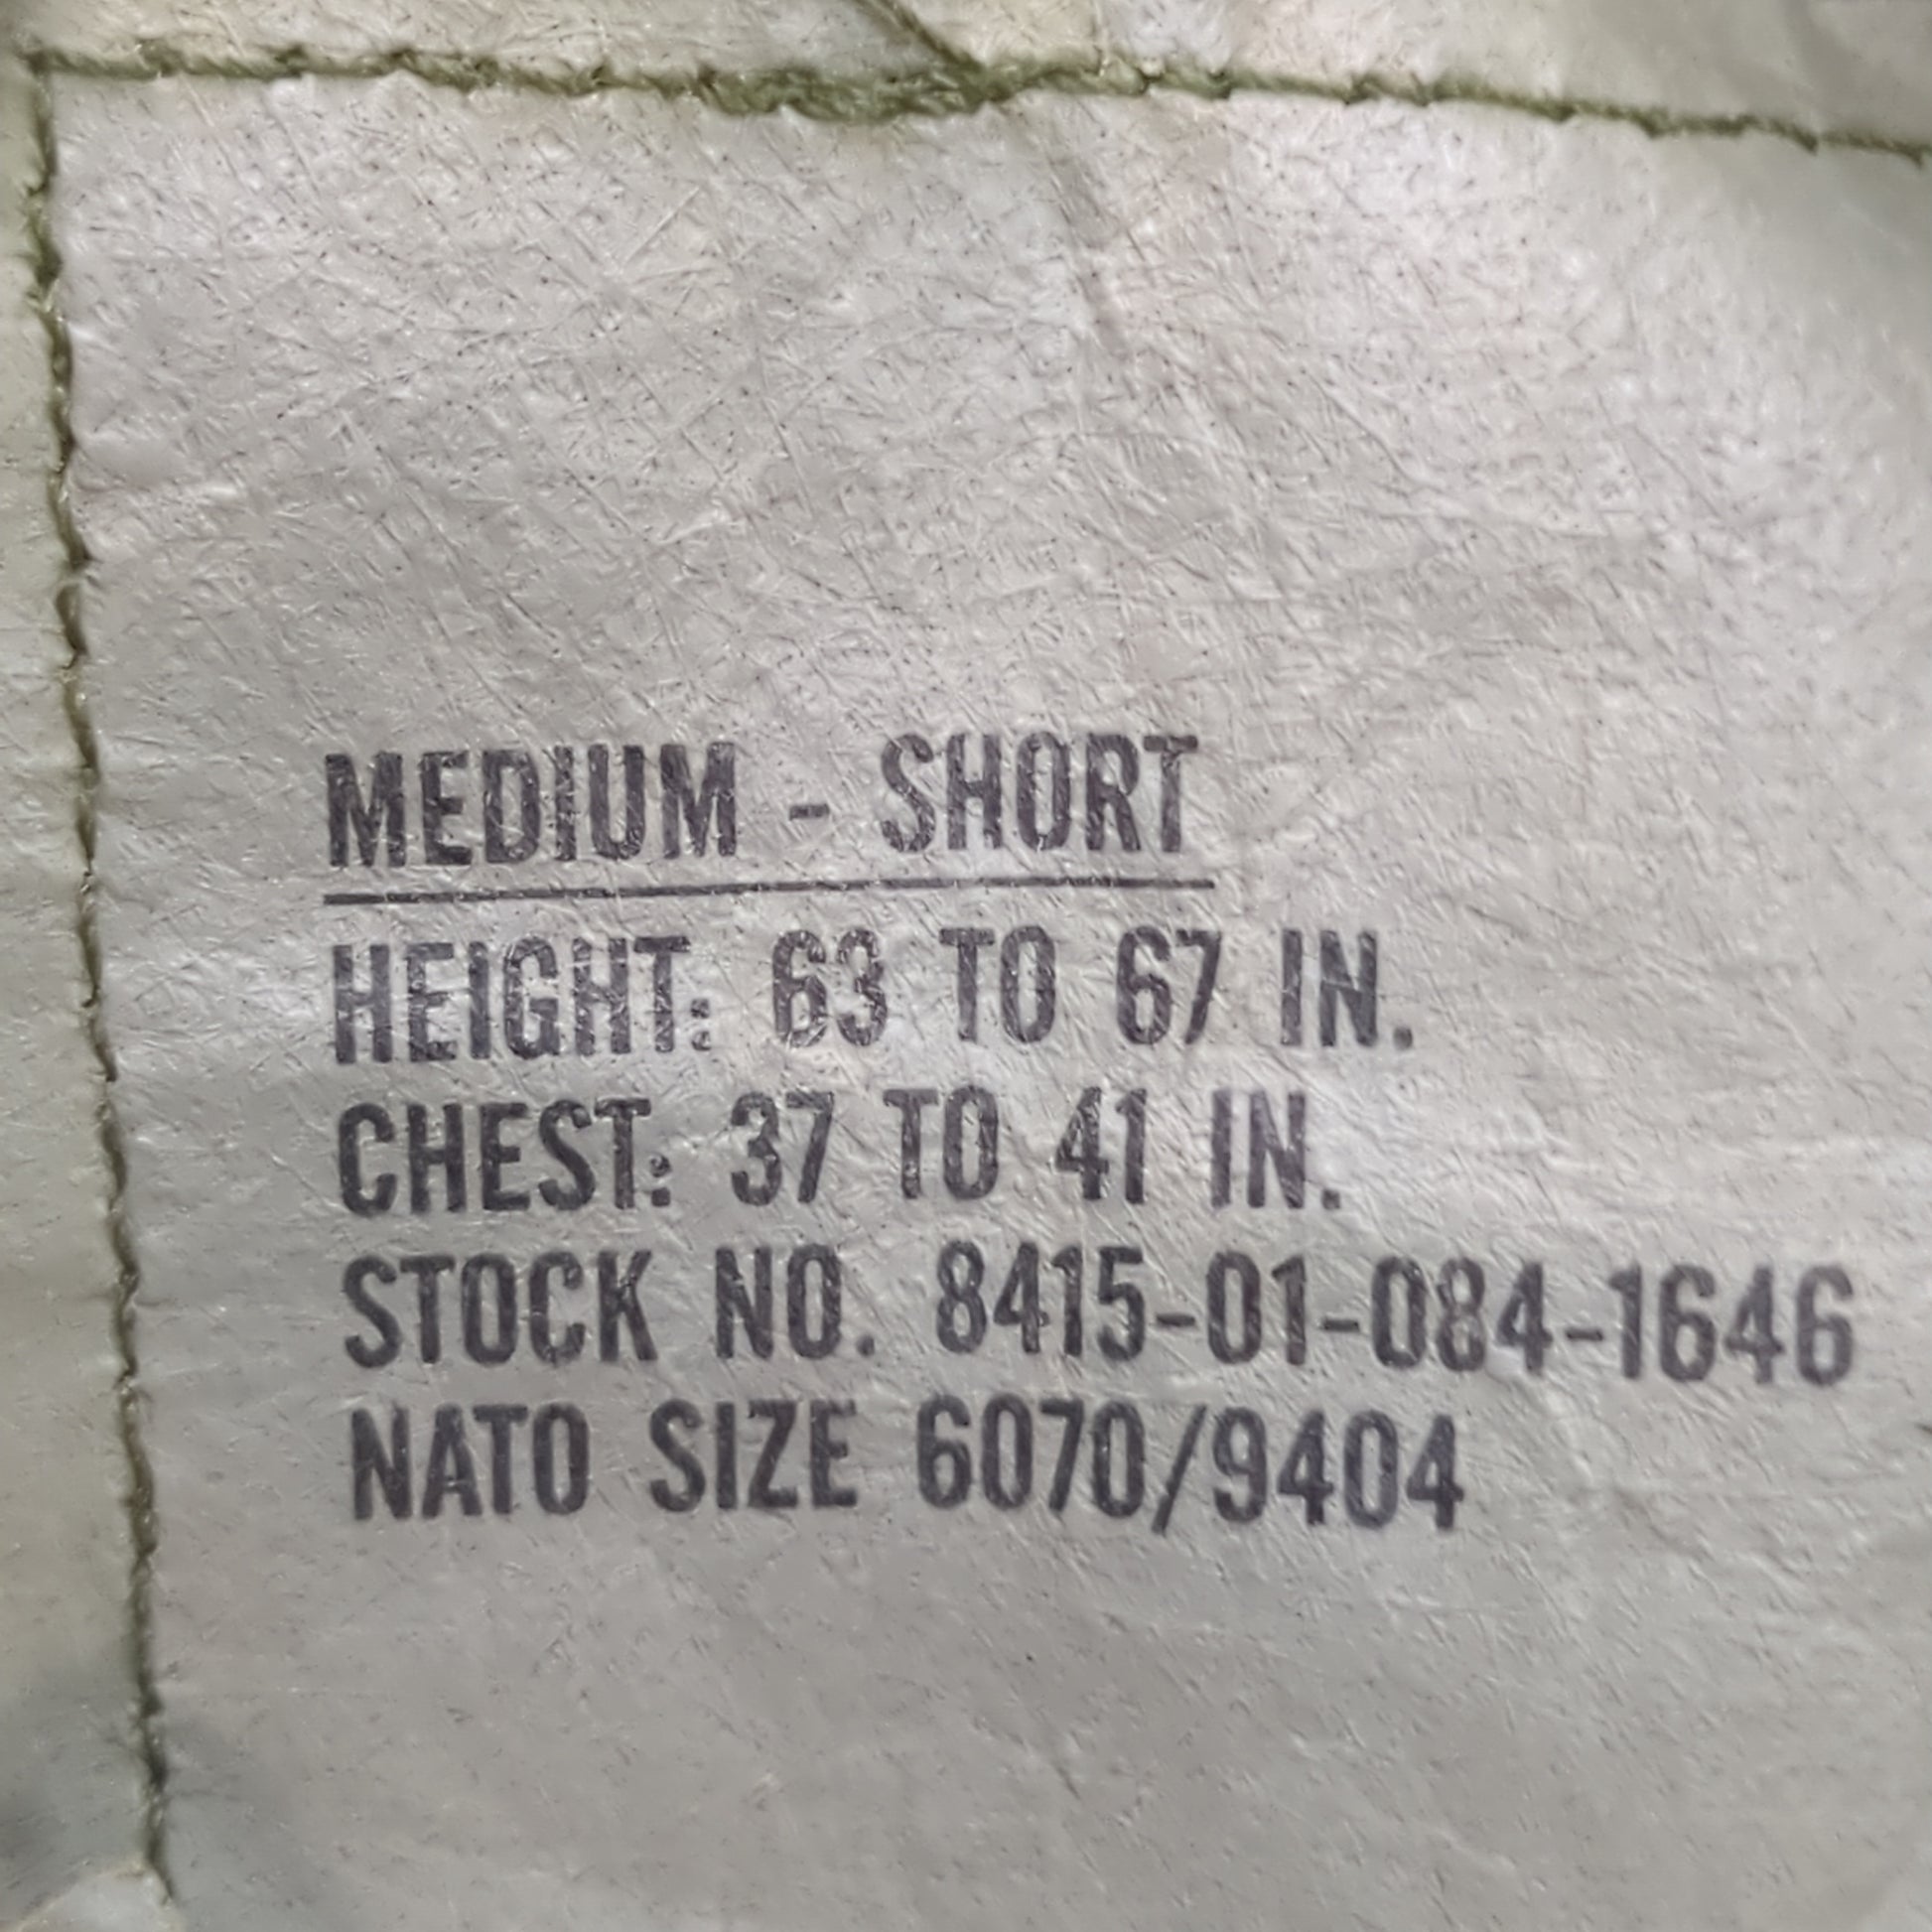 MEDIUM - SHORT
HEIGHT: 63 TO 67 IN.
CHEST: 37 TO 41 IN.
STOCK NO. 8415-01-084-1646
NATO SIZE 6070/9404